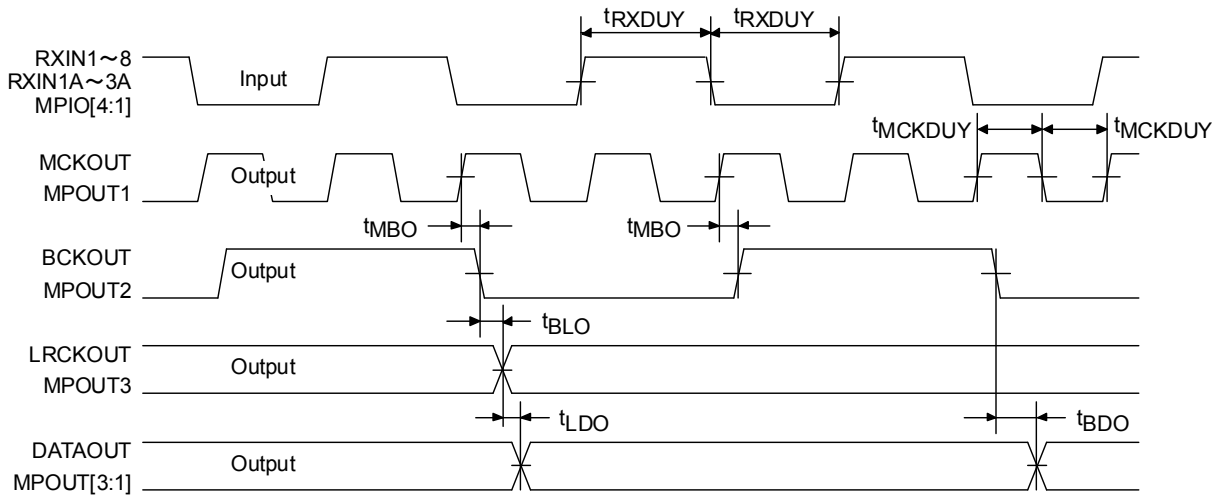 tRXDUY tRXDUY
RXIN1～8
RXIN1A～3A
MPIO[4:1]
Input
tMCKDUY tMCKDUY
MCKOUT
MPOUT1
Output
tMBO tMBO
BCKOUT
MPOUT2
Output
tBLO
LRCKOUT
MPOUT3
Output
tLDO tBDO
DATAOUT
MPOUT[3:1]
Output